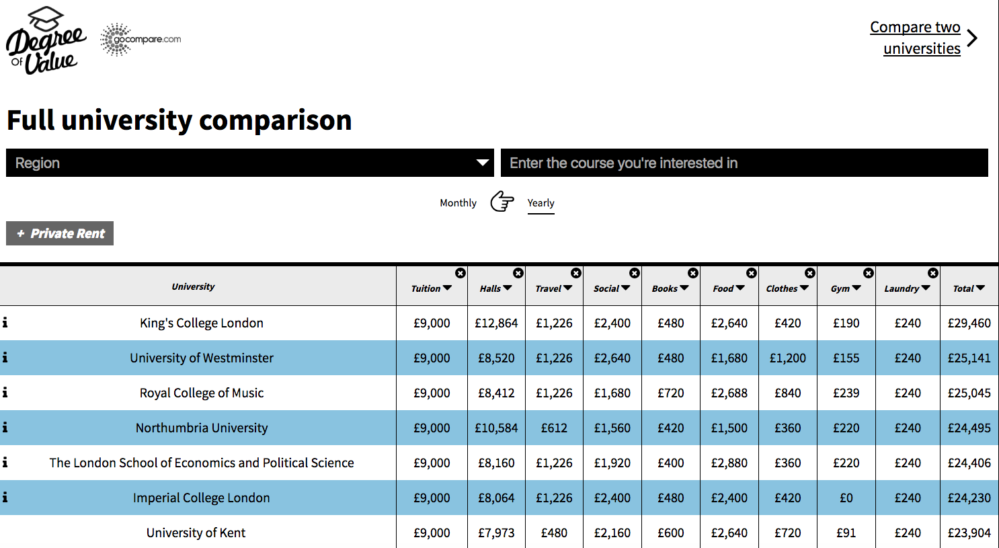 Degree
of Value
gocompare.com
Compare two
universities
Full university comparison
Region
Enter the course you're interested in
Monthly Yearly
+ Private Rent
University Tuition Halls Travel Social Books Food Clothes Gym Laundry Total
i King's College London £9,000 £12,864 £1,226 £2,400 £480 £2,640 £420 £190 £240 £29,460
i University of Westminster £9,000 £8,520 £1,226 £2,640 £480 £1,680 £1,200 £155 £240 £25,141
i Royal College of Music £9,000 £8,412 £1,226 £1,680 £720 £2,688 £840 £239 £240 £25,045
i Northumbria University £9,000 £10,584 £612 £1,560 £420 £1,500 £360 £220 £240 £24,495
i The London School of Economics and Political Science £9,000 £8,160 £1,226 £1,920 £400 £2,880 £360 £220 £240 £24,406
i Imperial College London £9,000 £8,064 £1,226 £2,400 £480 £2,400 £420 £0 £240 £24,230
University of Kent £9,000 £7,973 £480 £2,160 £600 £2,640 £720 £91 £240 £23,904